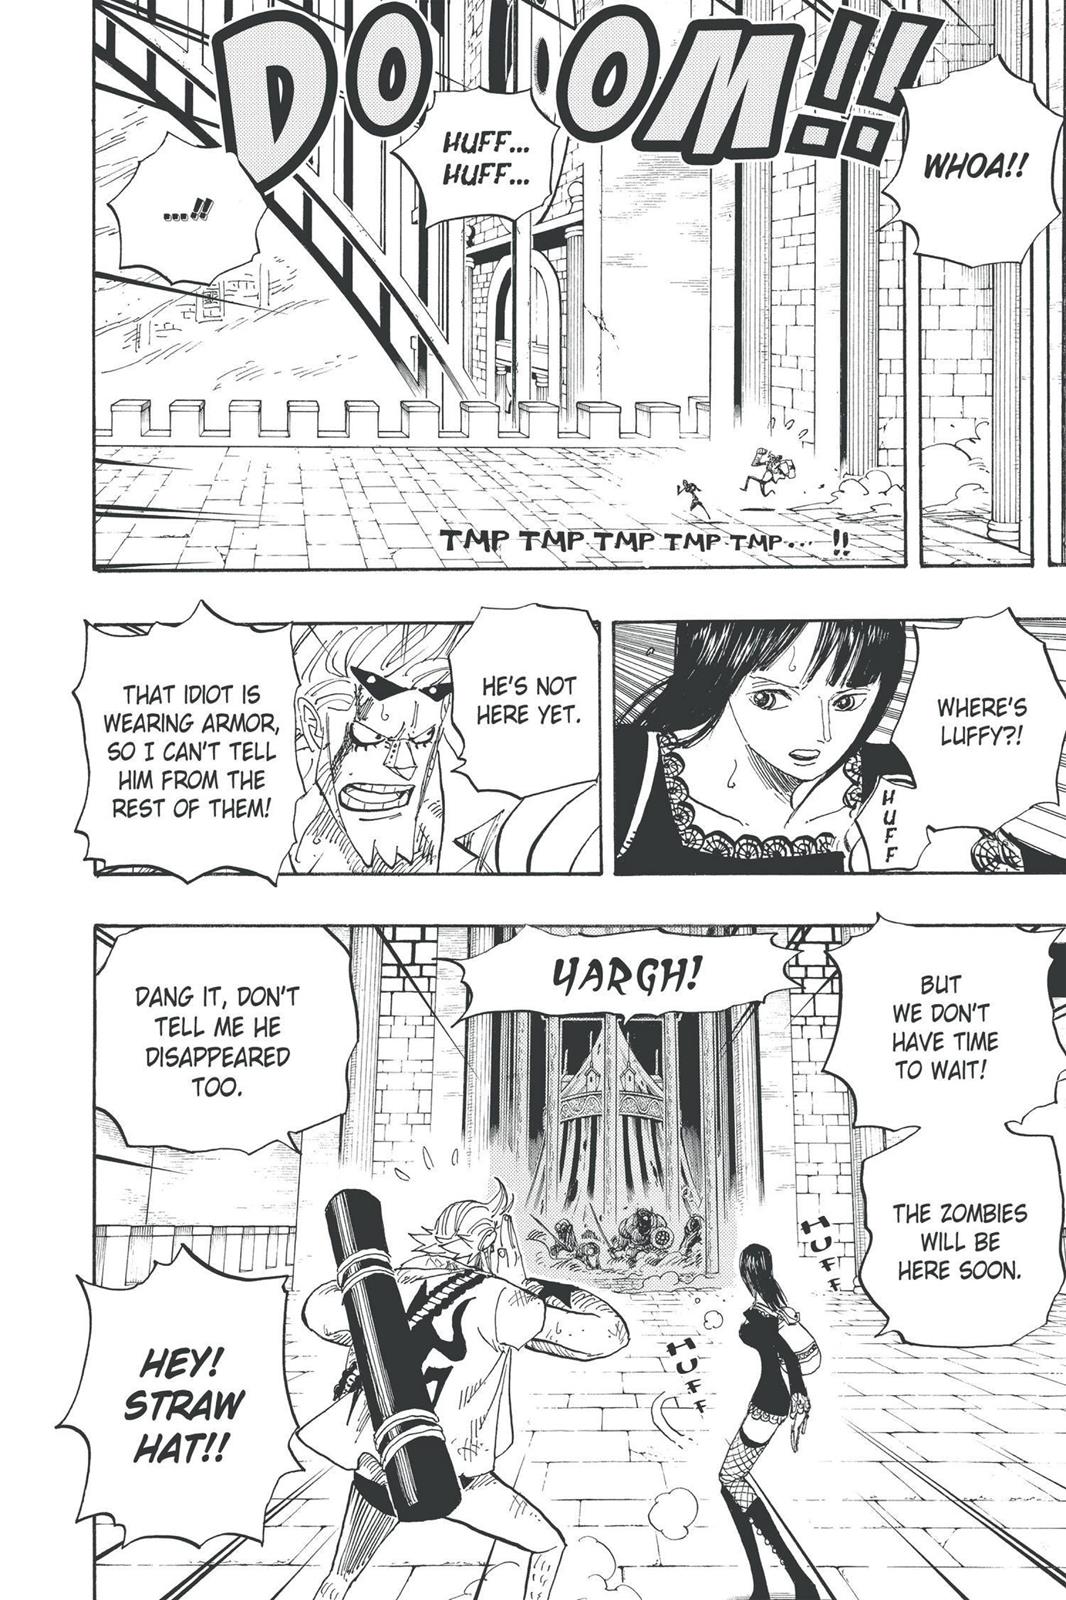 DO OM!!
WHOA!!
HUFF...
HUFF...
...!!
TMP TMP TMP TMP TMP... !!
WHERE'S
LUFFY?!
HUFF
HE'S NOT
HERE YET.
THAT IDIOT IS
WEARING ARMOR,
SO I CAN'T TELL
HIM FROM THE
REST OF THEM!
BUT
WE DON'T
HAVE TIME
TO WAIT!
THE ZOMBIES
WILL BE
HERE SOON.
YARGH!
HUFF
HUFF
DANG IT, DON'T
TELL ME HE
DISAPPEARED
TOO.
HEY!
STRAW
HAT!!